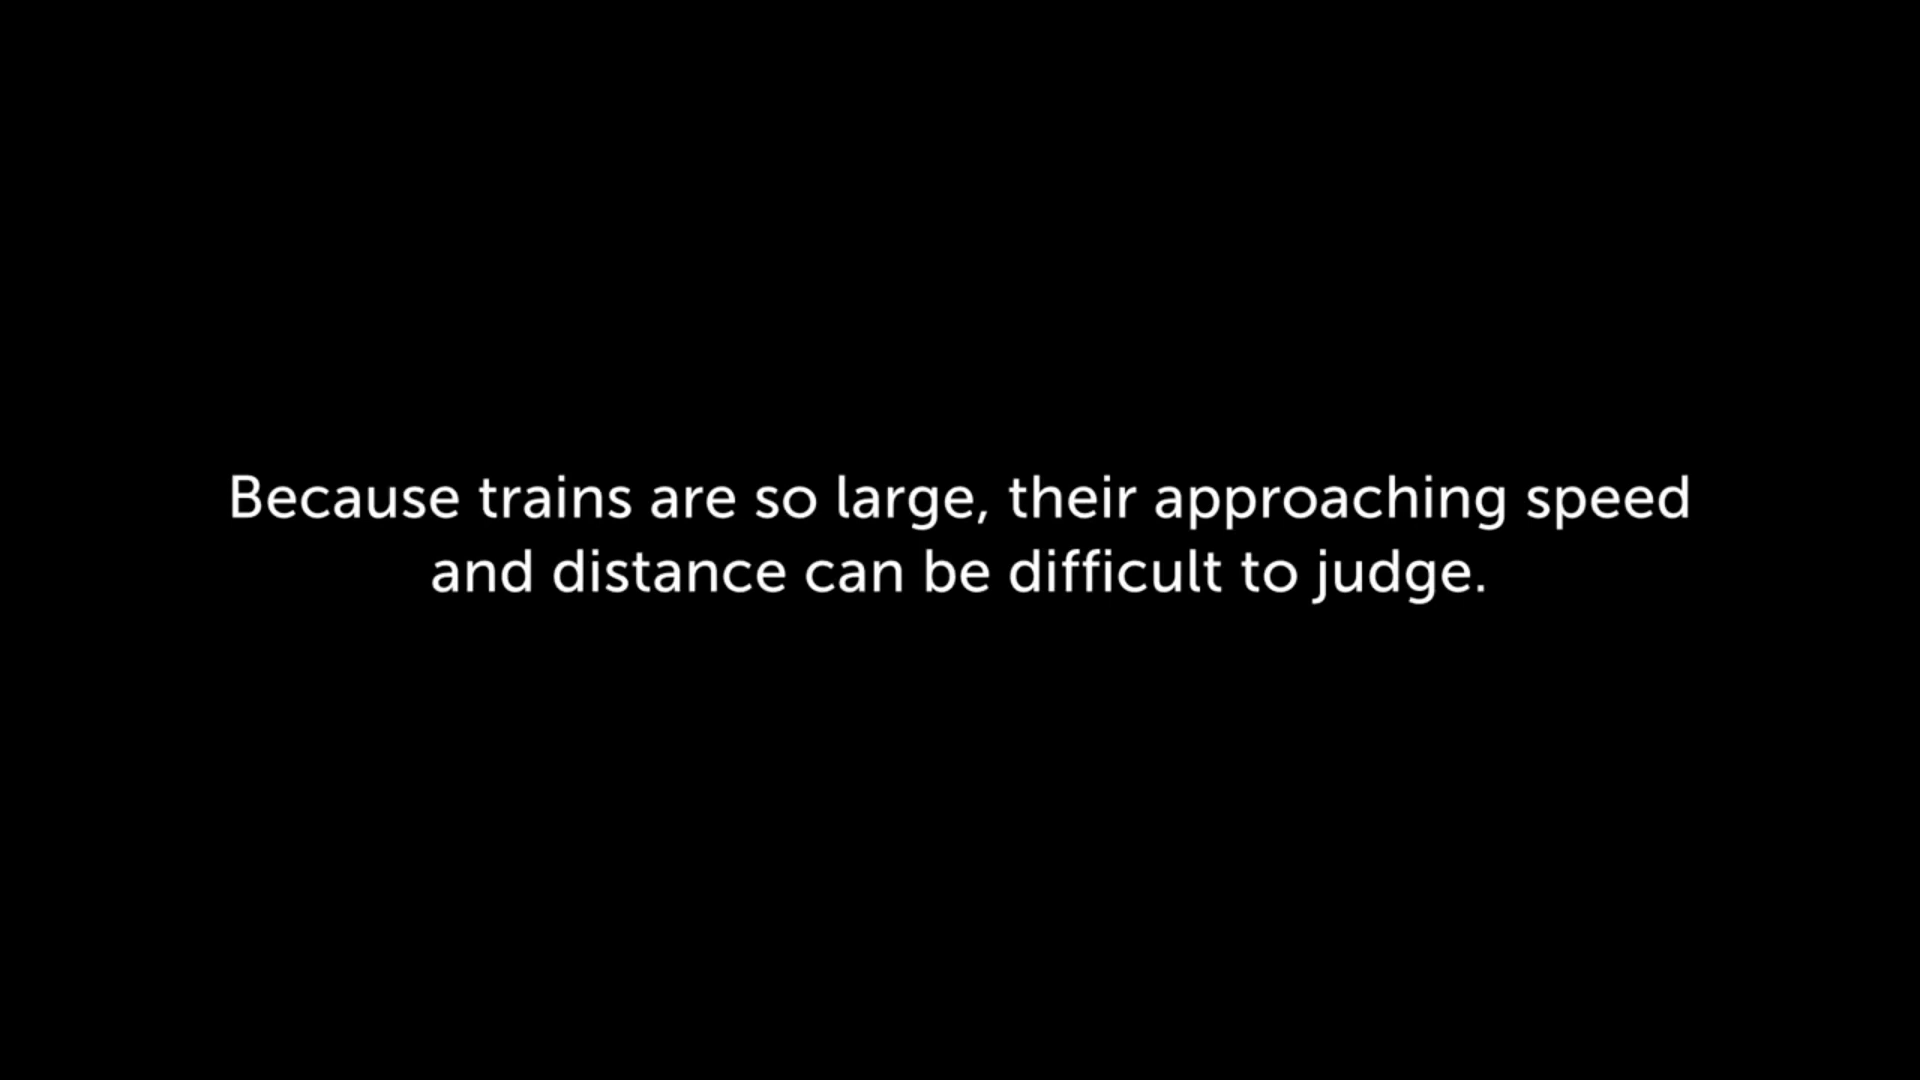 Because trains are so large, their approaching speed
and distance can be difficult to judge.